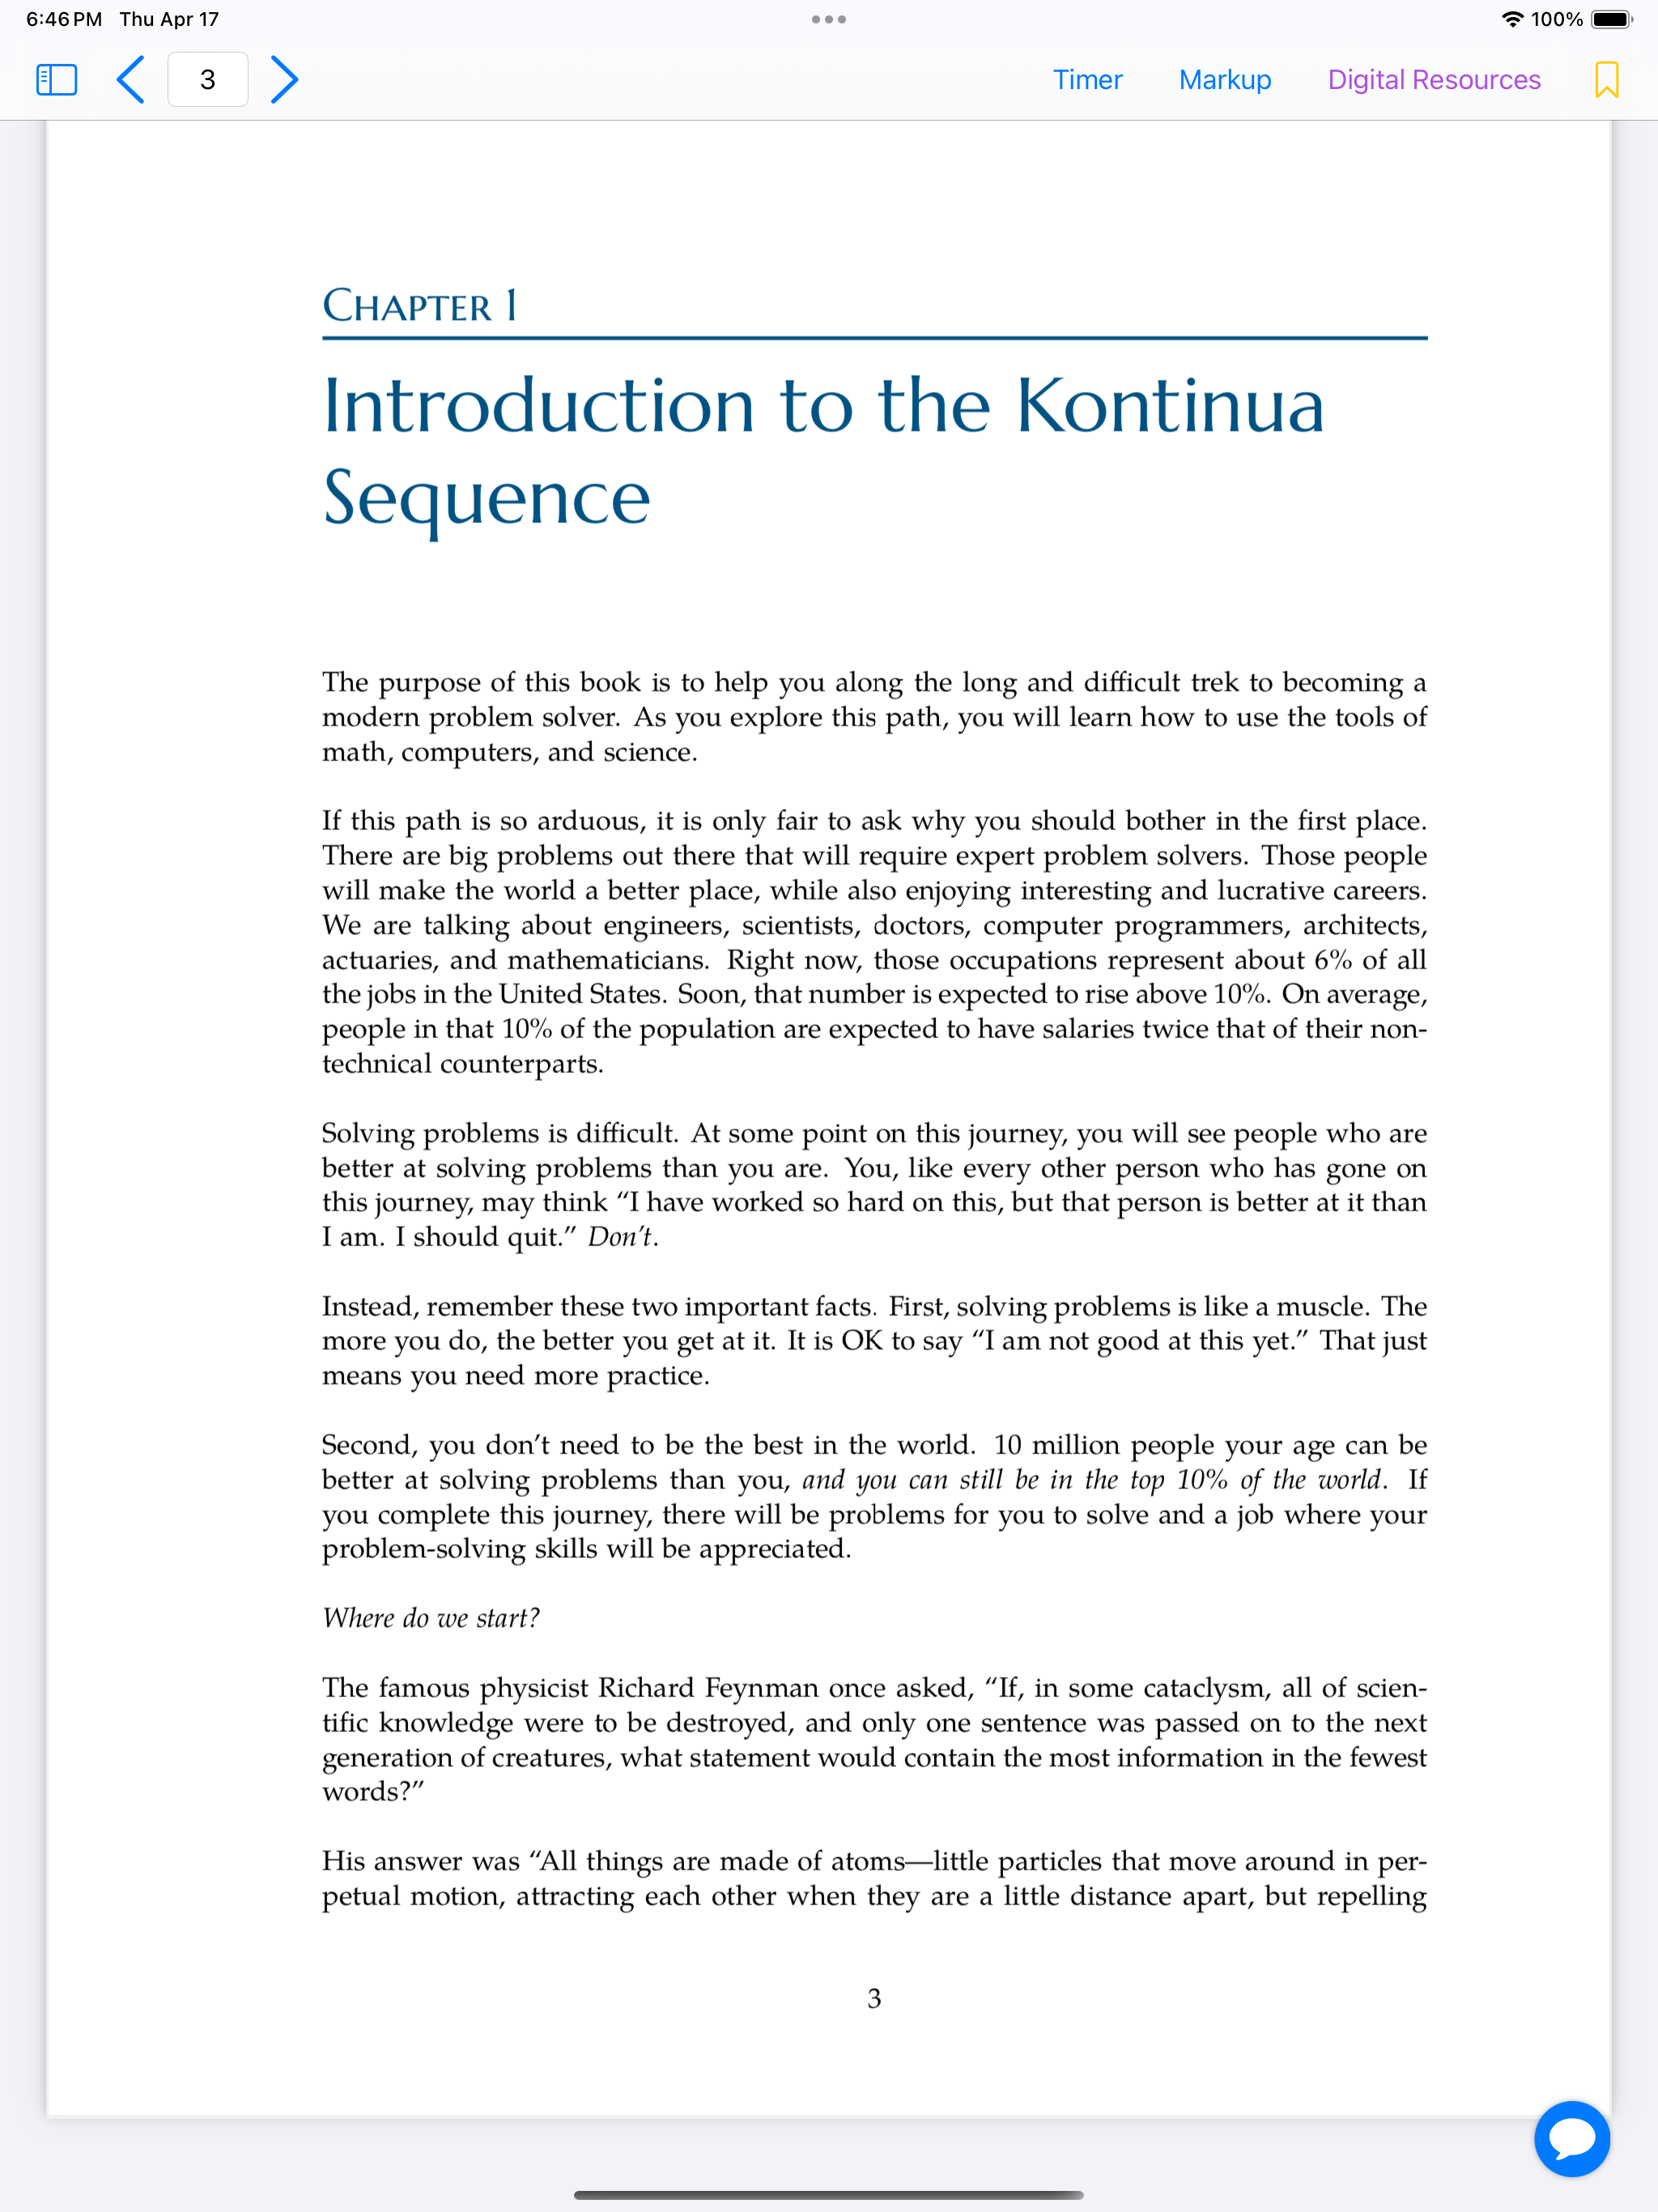 6:46 PM Thu Apr 17
100%
3
Timer
Markup
Digital Resources
CHAPTER 1
Introduction to the Kontinua
Sequence
The purpose of this book is to help you along the long and difficult trek to becoming a
modern problem solver. As you explore this path, you will learn how to use the tools of
math, computers, and science.
If this path is so arduous, it is only fair to ask why you should bother in the first place.
There are big problems out there that will require expert problem solvers. Those people
will make the world a better place, while also enjoying interesting and lucrative careers.
We are talking about engineers, scientists, doctors, computer programmers, architects,
actuaries, and mathematicians. Right now, those occupations represent about 6% of all
the jobs in the United States. Soon, that number is expected to rise above 10%. On average,
people in that 10% of the population are expected to have salaries twice that of their non-
technical counterparts.
Solving problems is difficult. At some point on this journey, you will see people who are
better at solving problems than you are. You, like every other person who has gone on
this journey, may think “I have worked so hard on this, but that person is better at it than
I am. I should quit.” Don’t.
Instead, remember these two important facts. First, solving problems is like a muscle. The
more you do, the better you get at it. It is OK to say “I am not good at this yet.” That just
means you need more practice.
Second, you don’t need to be the best in the world. 10 million people your age can be
better at solving problems than you, and you can still be in the top 10% of the world. If
you complete this journey, there will be problems for you to solve and a job where your
problem-solving skills will be appreciated.
Where do we start?
The famous physicist Richard Feynman once asked, “If, in some cataclysm, all of scien-
tific knowledge were to be destroyed, and only one sentence was passed on to the next
generation of creatures, what statement would contain the most information in the fewest
words?”
His answer was “All things are made of atoms—little particles that move around in per-
petual motion, attracting each other when they are a little distance apart, but repelling
3